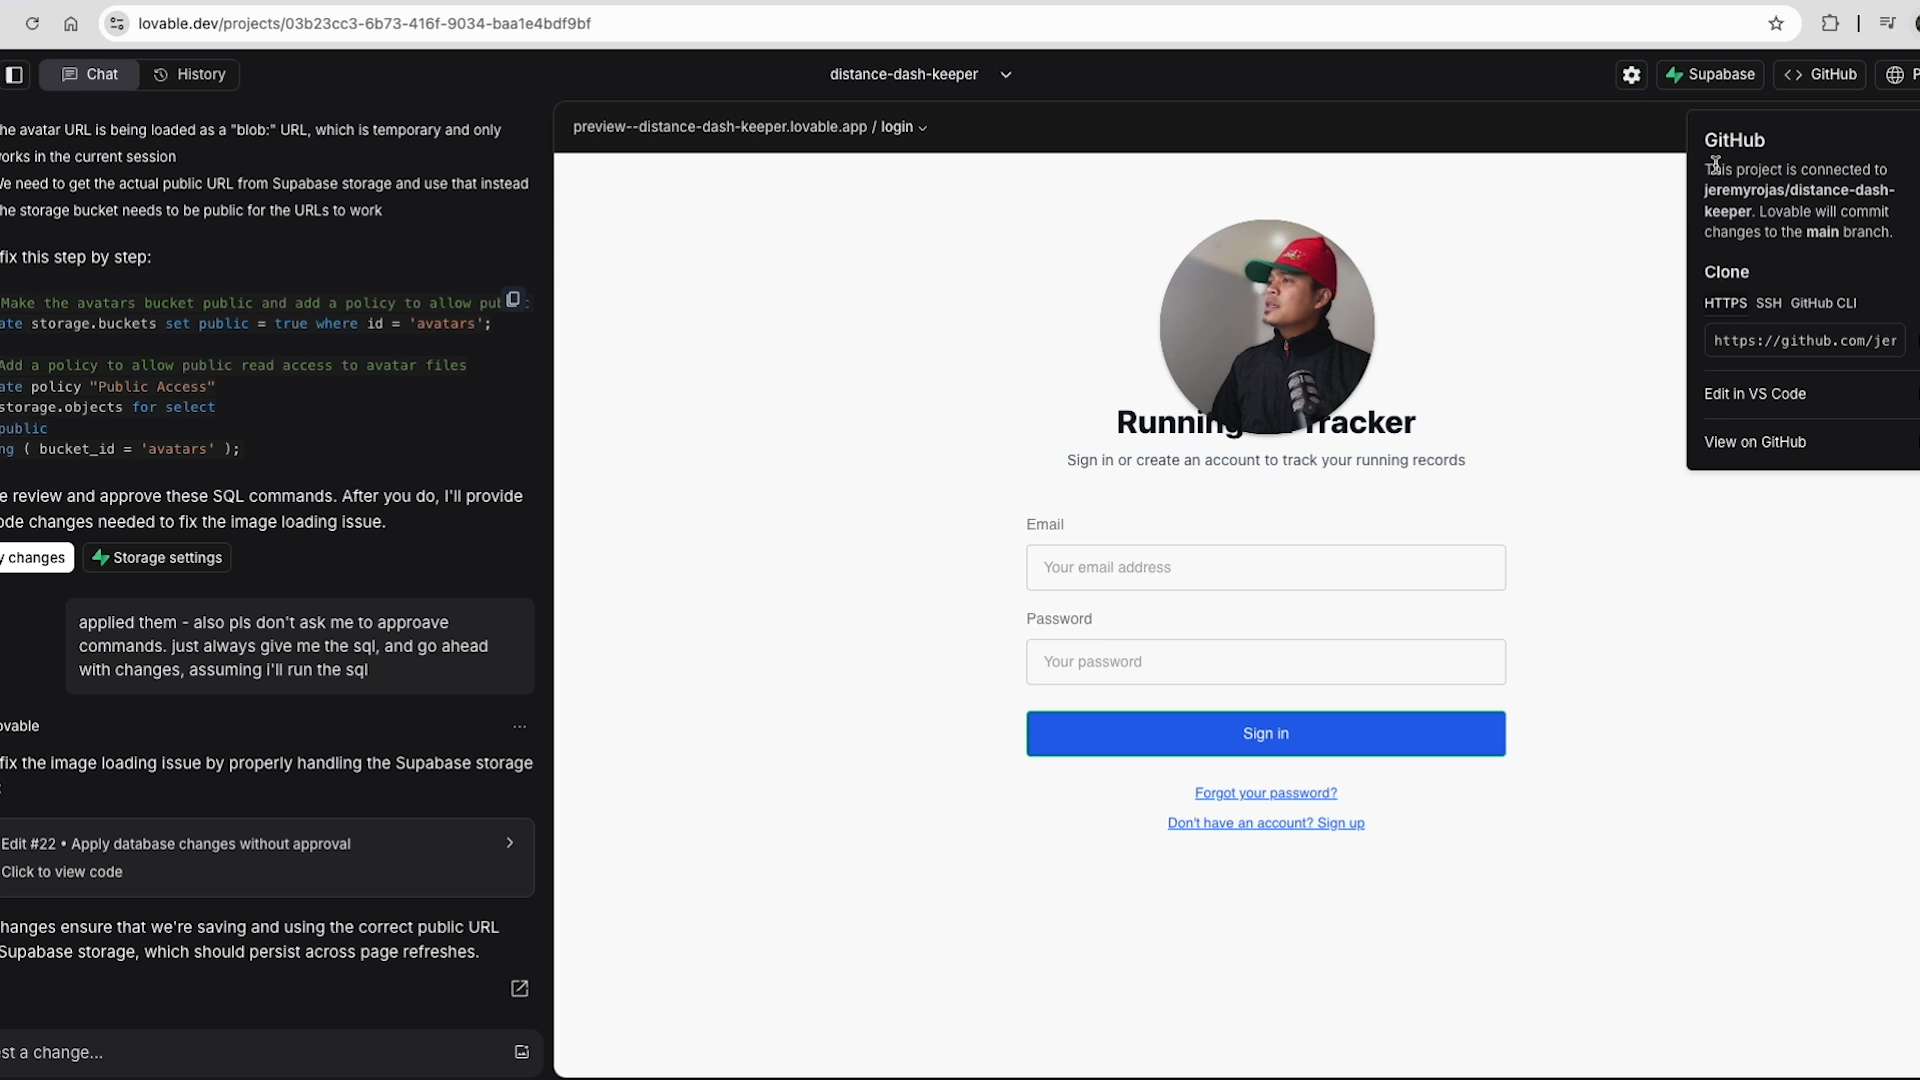 lovable.dev/projects/03b23cc3-6b73-416f-9034-baa1e4bdf9bf
Chat
History
distance-dash-keeper
Supabase
GitHub
P
he avatar URL is being loaded as a "blob:" URL, which is temporary and only
orks in the current session
Ve need to get the actual public URL from Supabase storage and use that instead
he storage bucket needs to be public for the URLs to work
fix this step by step:
Make the avatars bucket public and add a policy to allow pub
ate storage.buckets set public = true where id = 'avatars';
Add a policy to allow public read access to avatar files
ate policy "Public Access"
storage.objects for select
public
ng ( bucket_id = 'avatars' );
e review and approve these SQL commands. After you do, I'll provide
ode changes needed to fix the image loading issue.
y changes
Storage settings
applied them - also pls don't ask me to approave
commands. just always give me the sql, and go ahead
with changes, assuming i'll run the sql
ovable
fix the image loading issue by properly handling the Supabase storage
:
Edit #22 • Apply database changes without approval
Click to view code
hanges ensure that we're saving and using the correct public URL
Supabase storage, which should persist across page refreshes.
est a change...
preview--distance-dash-keeper.lovable.app / login
Running Tracker
Sign in or create an account to track your running records
Email
Your email address
Password
Your password
Sign in
Forgot your password?
Don't have an account? Sign up
GitHub
This project is connected to
jeremyrojas/distance-dash-
keeper. Lovable will commit
changes to the main branch.
Clone
HTTPS SSH GitHub CLI
https://github.com/jer
Edit in VS Code
View on GitHub